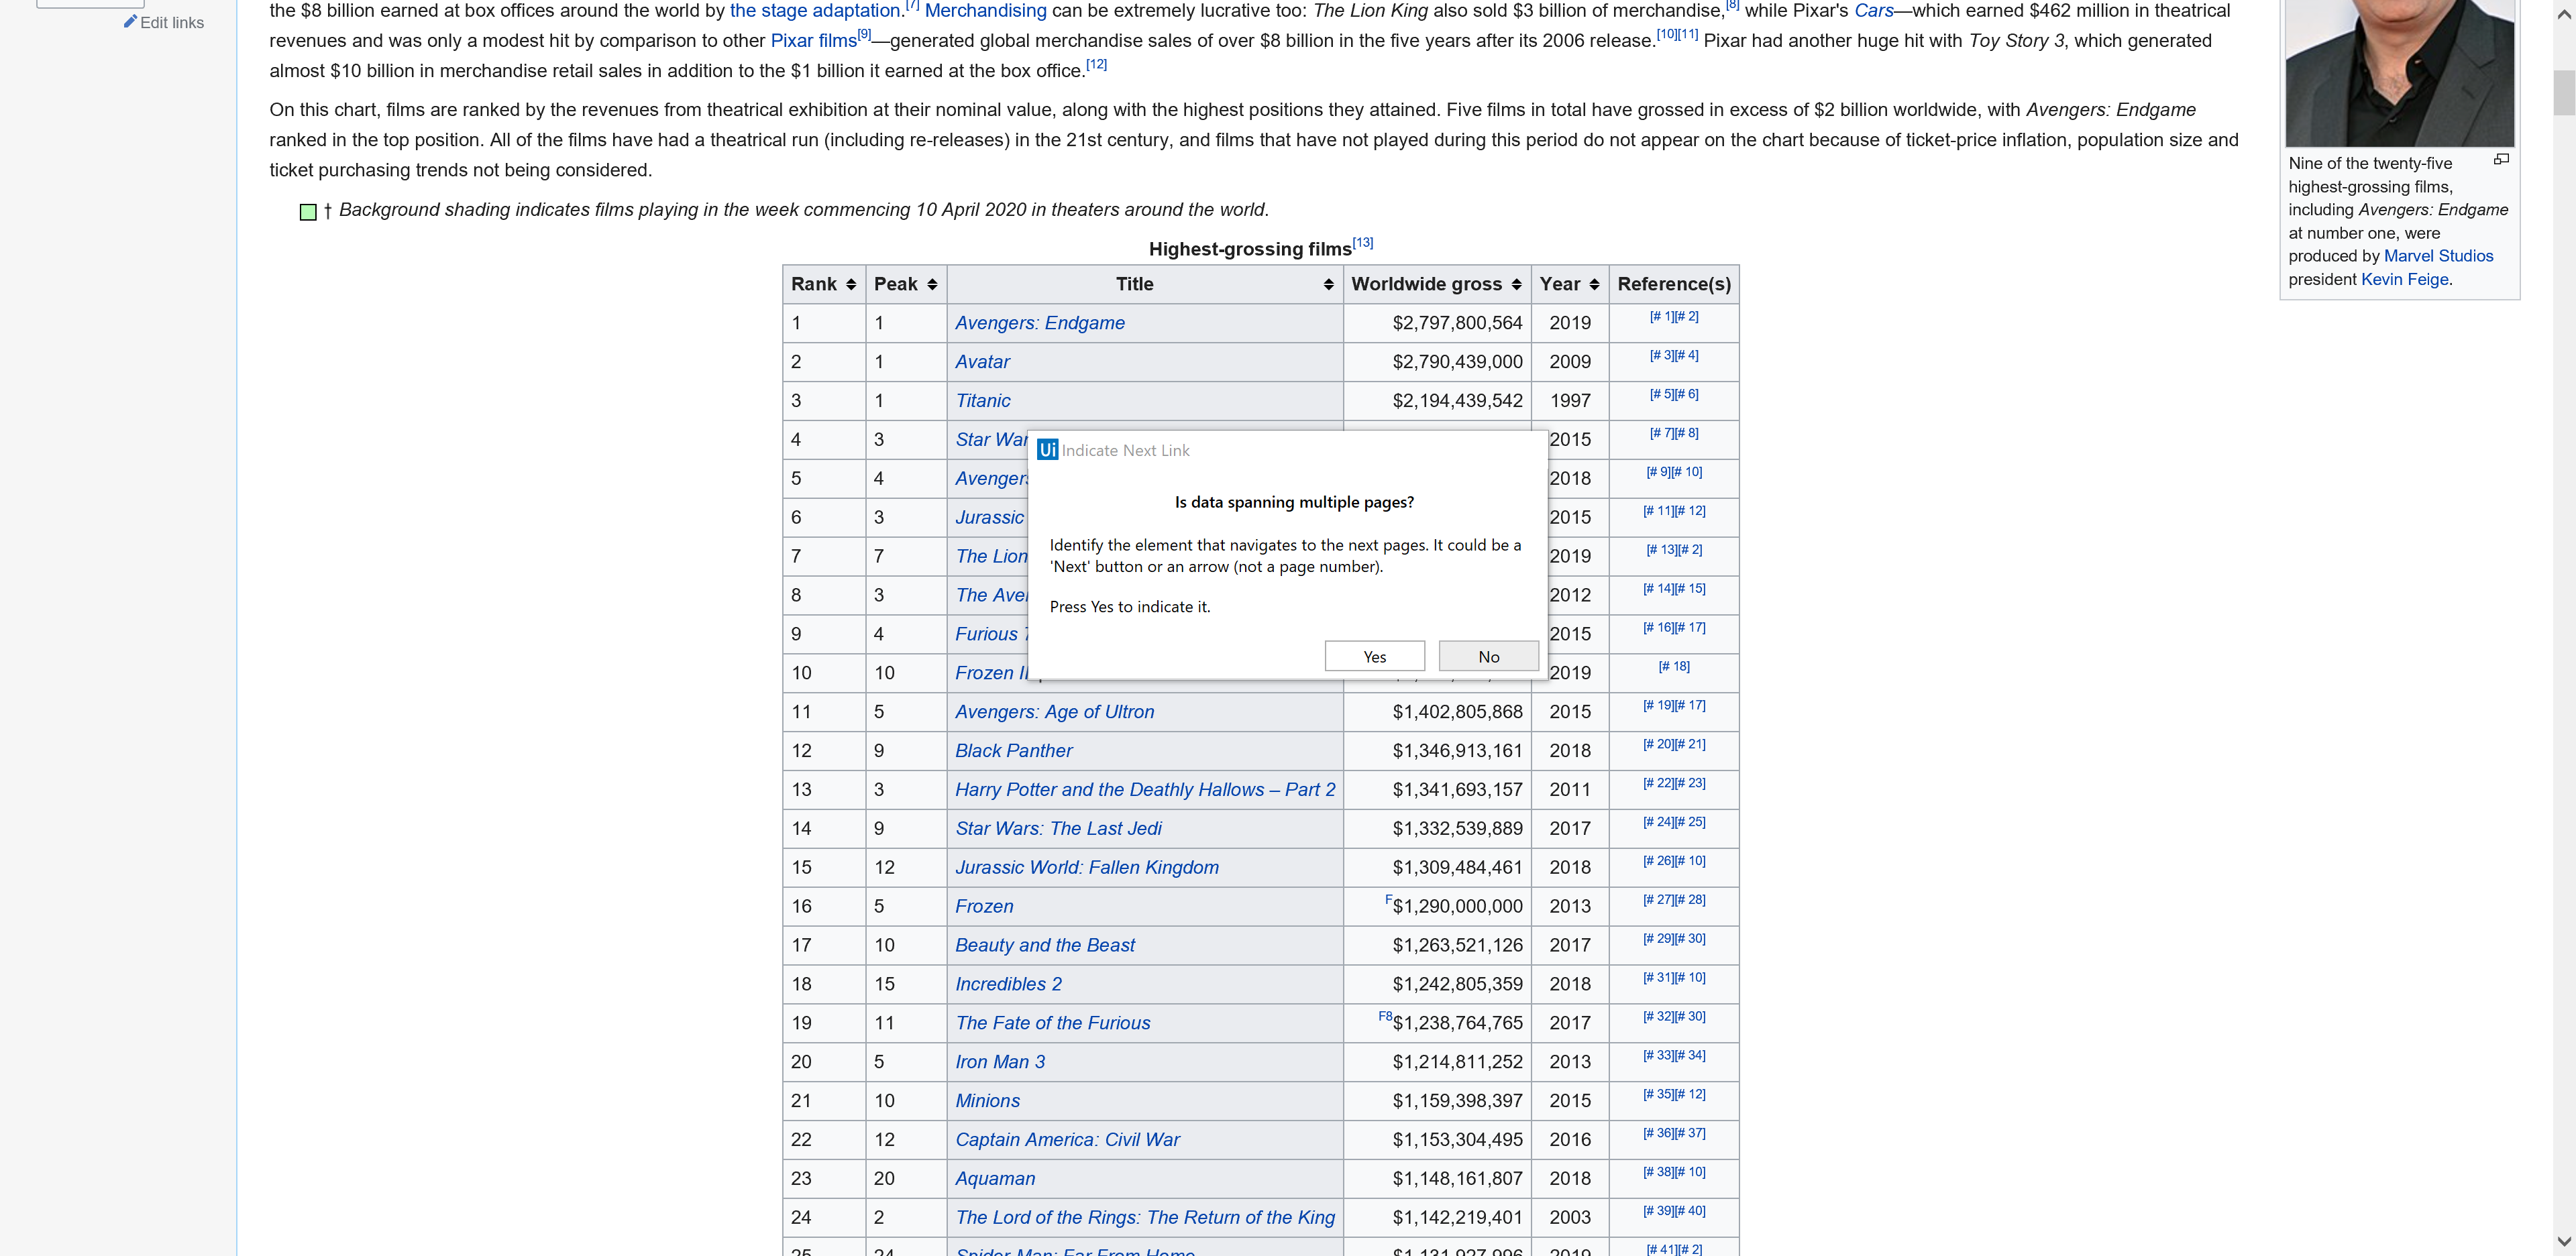 the $8 billion earned at box offices around the world by the stage adaptation.[7] Merchandising can be extremely lucrative too: The Lion King also sold $3 billion of merchandise,[8] while Pixar's Cars—which earned $462 million in theatrical
Edit links
revenues and was only a modest hit by comparison to other Pixar films[9]—generated global merchandise sales of over $8 billion in the five years after its 2006 release.[10][11] Pixar had another huge hit with Toy Story 3, which generated
almost $10 billion in merchandise retail sales in addition to the $1 billion it earned at the box office.[12]
On this chart, films are ranked by the revenues from theatrical exhibition at their nominal value, along with the highest positions they attained. Five films in total have grossed in excess of $2 billion worldwide, with Avengers: Endgame
ranked in the top position. All of the films have had a theatrical run (including re-releases) in the 21st century, and films that have not played during this period do not appear on the chart because of ticket-price inflation, population size and
ticket purchasing trends not being considered.
Nine of the twenty-five
highest-grossing films,
including Avengers: Endgame
at number one, were
produced by Marvel Studios
president Kevin Feige.
† Background shading indicates films playing in the week commencing 10 April 2020 in theaters around the world.
Highest-grossing films[13]
Rank Peak Title Worldwide gross Year Reference(s)
1 1 Avengers: Endgame $2,797,800,564 2019 [# 1][# 2]
2 1 Avatar $2,790,439,000 2009 [# 3][# 4]
3 1 Titanic $2,194,439,542 1997 [# 5][# 6]
4 3 Star War 2015 [# 7][# 8]
5 4 Avenger 2018 [# 9][# 10]
6 3 Jurassic 2015 [# 11][# 12]
7 7 The Lion 2019 [# 13][# 2]
8 3 The Ave 2012 [# 14][# 15]
9 4 Furious 2015 [# 16][# 17]
10 10 Frozen 2019 [# 18]
Ui Indicate Next Link
Is data spanning multiple pages?
Identify the element that navigates to the next pages. It could be a
'Next' button or an arrow (not a page number).
Press Yes to indicate it.
Yes No
11 5 Avengers: Age of Ultron $1,402,805,868 2015 [# 19][# 17]
12 9 Black Panther $1,346,913,161 2018 [# 20][# 21]
13 3 Harry Potter and the Deathly Hallows – Part 2 $1,341,693,157 2011 [# 22][# 23]
14 9 Star Wars: The Last Jedi $1,332,539,889 2017 [# 24][# 25]
15 12 Jurassic World: Fallen Kingdom $1,309,484,461 2018 [# 26][# 10]
16 5 Frozen F$1,290,000,000 2013 [# 27][# 28]
17 10 Beauty and the Beast $1,263,521,126 2017 [# 29][# 30]
18 15 Incredibles 2 $1,242,805,359 2018 [# 31][# 10]
19 11 The Fate of the Furious F8$1,238,764,765 2017 [# 32][# 30]
20 5 Iron Man 3 $1,214,811,252 2013 [# 33][# 34]
21 10 Minions $1,159,398,397 2015 [# 35][# 12]
22 12 Captain America: Civil War $1,153,304,495 2016 [# 36][# 37]
23 20 Aquaman $1,148,161,807 2018 [# 38][# 10]
24 2 The Lord of the Rings: The Return of the King $1,142,219,401 2003 [# 39][# 40]
25 24 Spider-Man: Far From Home $1,131,927,996 2019 [# 41][# 2]